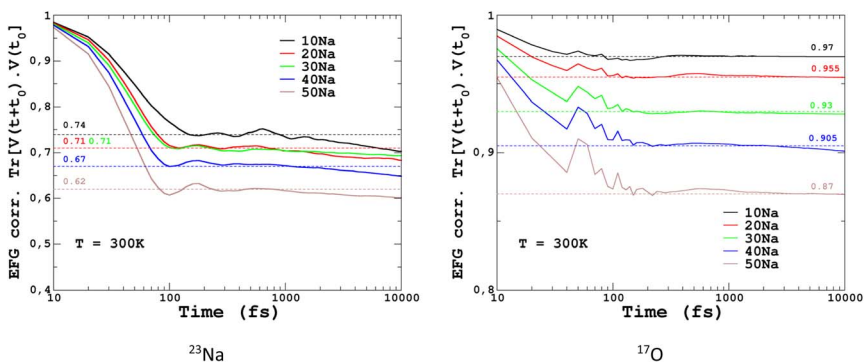 EFG corr. Tr[V(t+t₀).V(t₀)]
1
0,9
0,8
0,7
0,6
0,5
0,4
10Na
20Na
30Na
40Na
50Na
0.74
0.71 0.71
0.67
0.62
T = 300K
10 100 1000 10000
Time (fs)
²³Na
EFG corr. Tr[V(t+t₀).V(t₀)
1
0,9
0,8
0.97
0.955
0.93
0.905
0.87
10Na
20Na
30Na
40Na
50Na
T = 300K
10 100 1000 10000
Time (fs)
¹⁷O